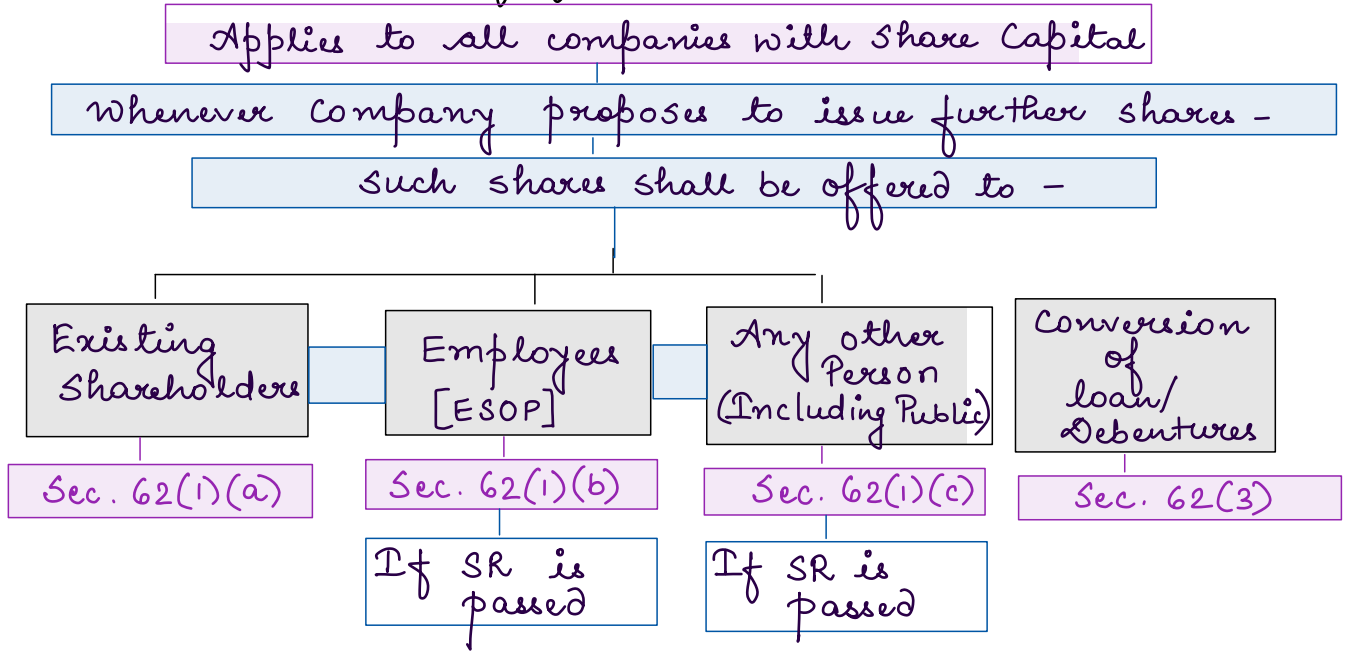 Applies to all companies with Share Capital
Whenever Company proposes to issue further shares -
Such shares shall be offered to -
Existing
Shareholders
Employees
[ESOP]
Any other
Person
(Including Public)
Conversion
of
loan/
Debentures
Sec. 62(1)(a)
Sec. 62(1)(b)
Sec. 62(1)(c)
Sec. 62(3)
If SR is
passed
If SR is
passed